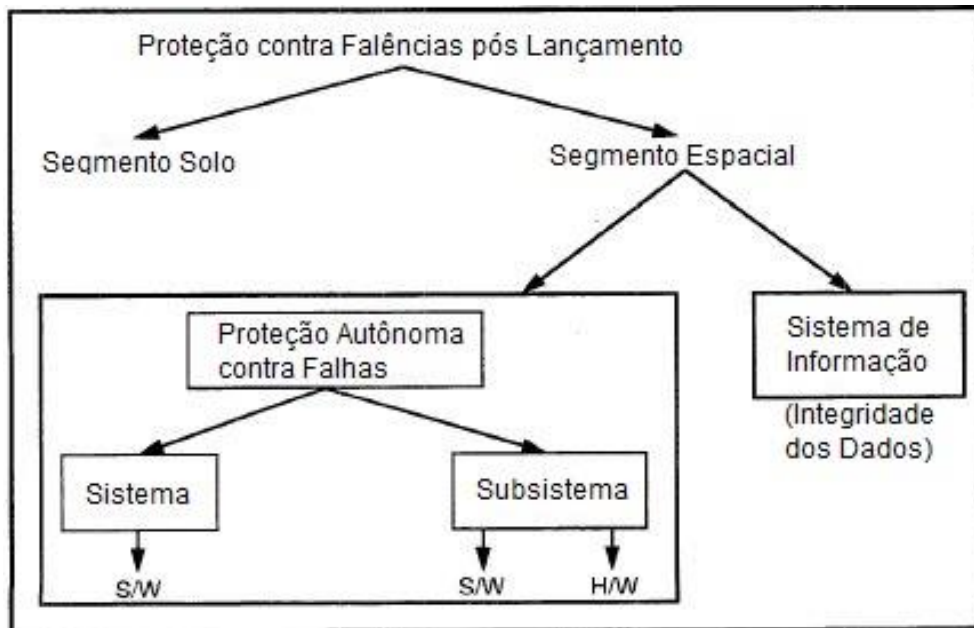 Proteção contra Falências pós Lançamento
Seqmento Solo
Segmento Espacial
Proteção Autônoma
contra Falhas
Sistema de
Informação
(Integridade
dos Dados)
Sistema
Subsistema
S/W
S/W
H/W